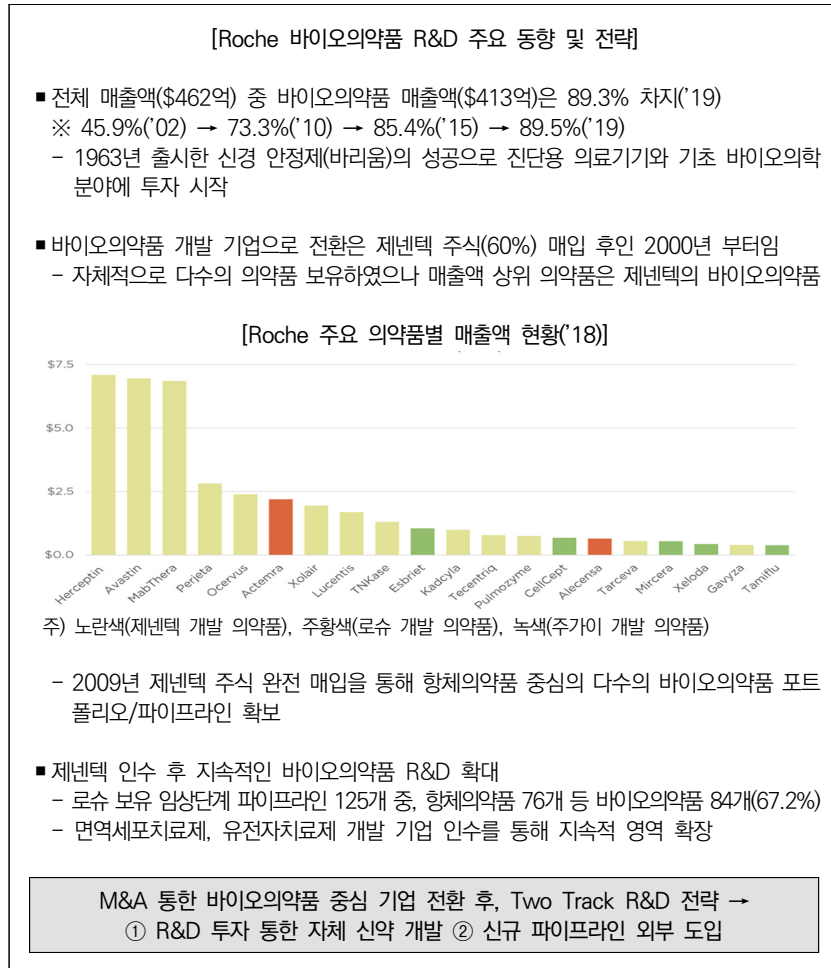 [Roche 바이오의약품 R&D 주요 동향 및 전략]
■ 전체 매출액($462억) 중 바이오의약품 매출액($413억)은 89.3% 차지('19)
※ 45.9%('02) → 73.3%('10) → 85.4%('15) → 89.5%('19)
- 1963년 출시한 신경 안정제(바리움)의 성공으로 진단용 의료기기와 기초 바이오의학
분야에 투자 시작
■ 바이오의약품 개발 기업으로 전환은 제넨텍 주식(60%) 매입 후인 2000년 부터임
- 자체적으로 다수의 의약품 보유하였으나 매출액 상위 의약품은 제넨텍의 바이오의약품
[Roche 주요 의약품별 매출액 현황('18)]
$7.5
$5.0
$2.5
$0.0
Herceptin
Avastin
MabThera
Perjeta
Ocervus
Actemra
Xolair
Lucentis
TNKase
Esbriet
Kadcyla
Tecentriq
Pulmozyme
CellCept
Alecensa
Tarceva
Mircera
Xeloda
Gavyza
Tamiflu
주) 노란색(제넨텍 개발 의약품), 주황색(로슈 개발 의약품), 녹색(주가이 개발 의약품)
- 2009년 제넨텍 주식 완전 매입을 통해 항체의약품 중심의 다수의 바이오의약품 포트
폴리오/파이프라인 확보
■ 제넨텍 인수 후 지속적인 바이오의약품 R&D 확대
- 로슈 보유 임상단계 파이프라인 125개 중, 항체의약품 76개 등 바이오의약품 84개(67.2%)
- 면역세포치료제, 유전자치료제 개발 기업 인수를 통해 지속적 영역 확장
M&A 통한 바이오의약품 중심 기업 전환 후, Two Track R&D 전략 →
① R&D 투자 통한 자체 신약 개발 ② 신규 파이프라인 외부 도입